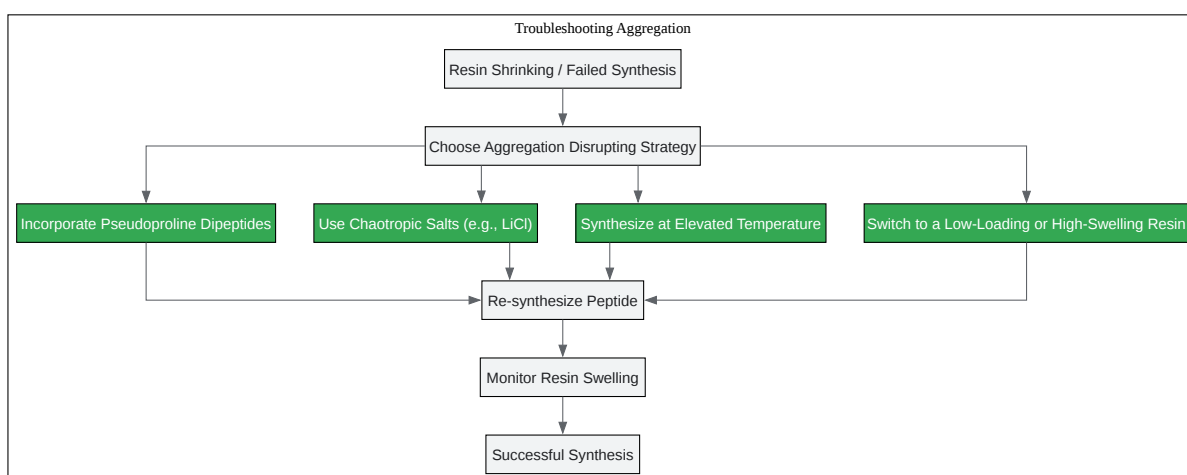 Troubleshooting Aggregation
Resin Shrinking / Failed Synthesis
Choose Aggregation Disrupting Strategy
Incorporate Pseudoproline Dipeptides
Use Chaotropic Salts (e.g., LiCl)
Synthesize at Elevated Temperature
Switch to a Low-Loading or High-Swelling Resin
Re-synthesize Peptide
Monitor Resin Swelling
Successful Synthesis